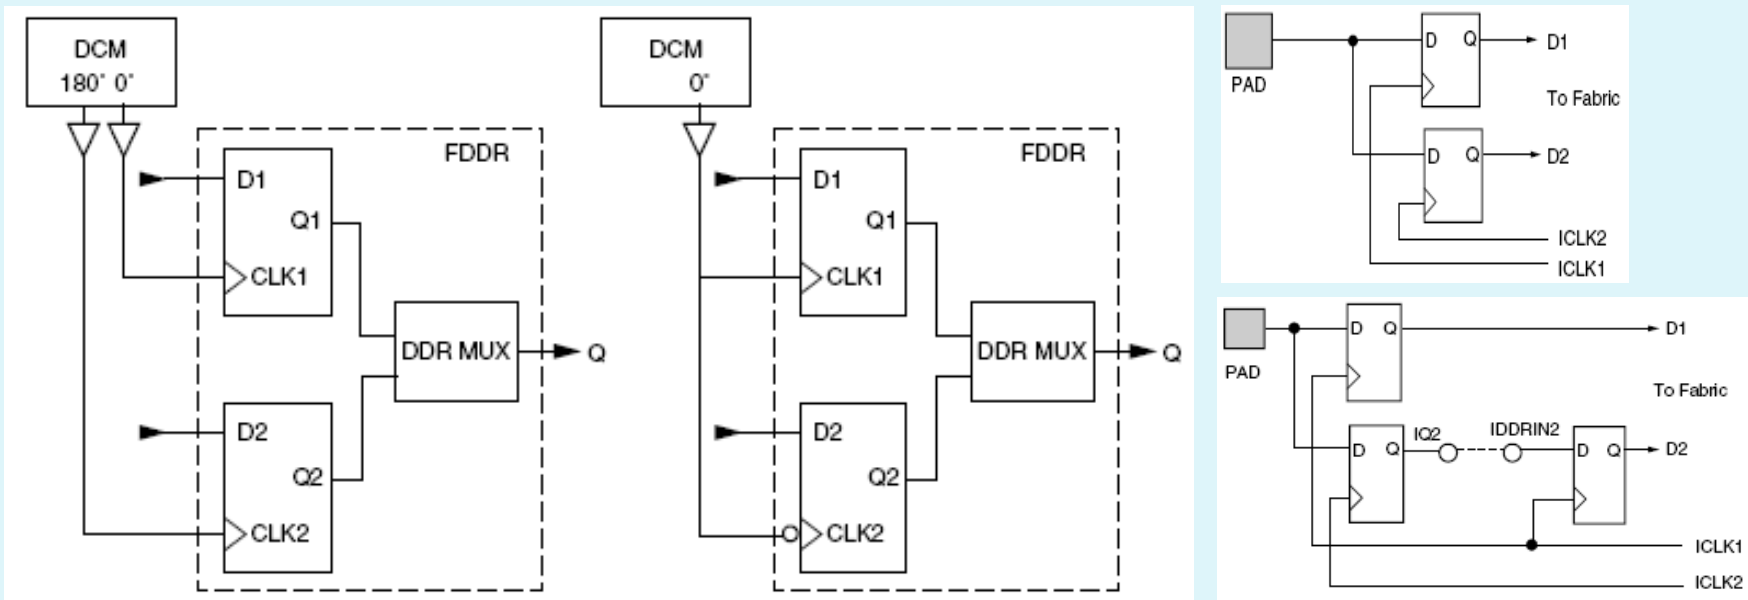 DCM
180° 0°
FDDR
D1
Q1
CLK1
DDR MUX
Q
D2
Q2
CLK2
DCM
0°
FDDR
D1
Q1
CLK1
DDR MUX
Q
D2
Q2
CLK2
D Q
D1
PAD
To Fabric
D Q
D2
ICLK2
ICLK1
D Q
D1
PAD
To Fabric
D Q
IQ2
IDDRIN2
D Q
D2
ICLK1
ICLK2